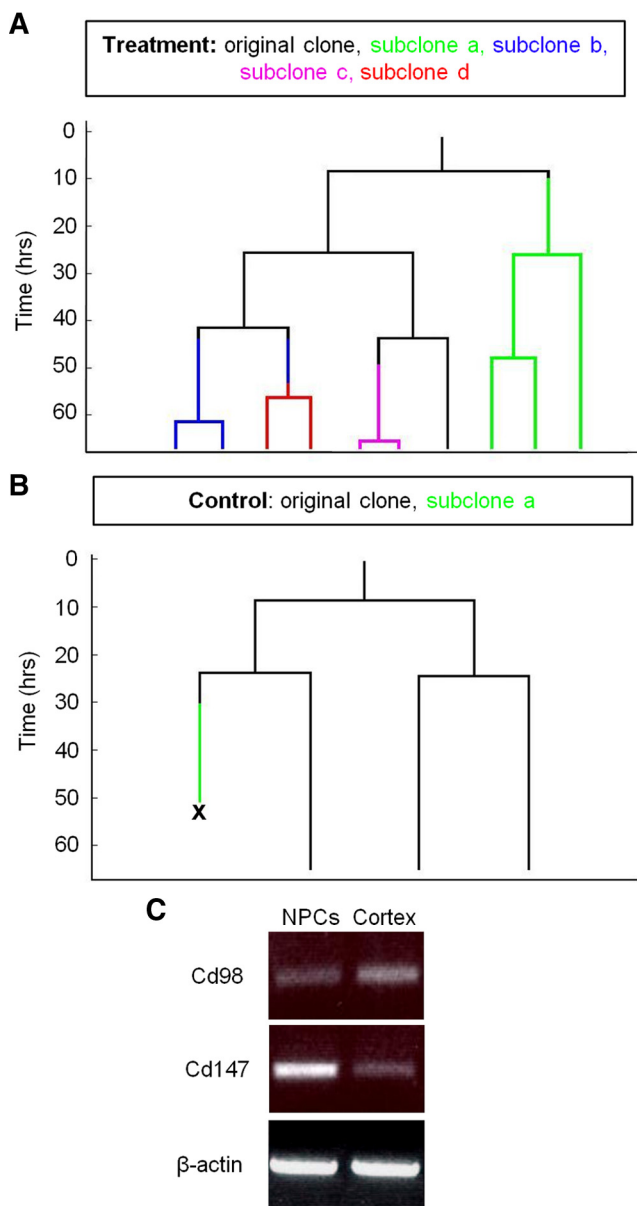 A
Treatment: original clone, subclone a, subclone b,
subclone c, subclone d
0
10
20
30
40
50
60
Time (hrs)
B
Control: original clone, subclone a
0
10
20
30
40
50
60
Time (hrs)
X
C
NPCs Cortex
Cd98
Cd147
β-actin